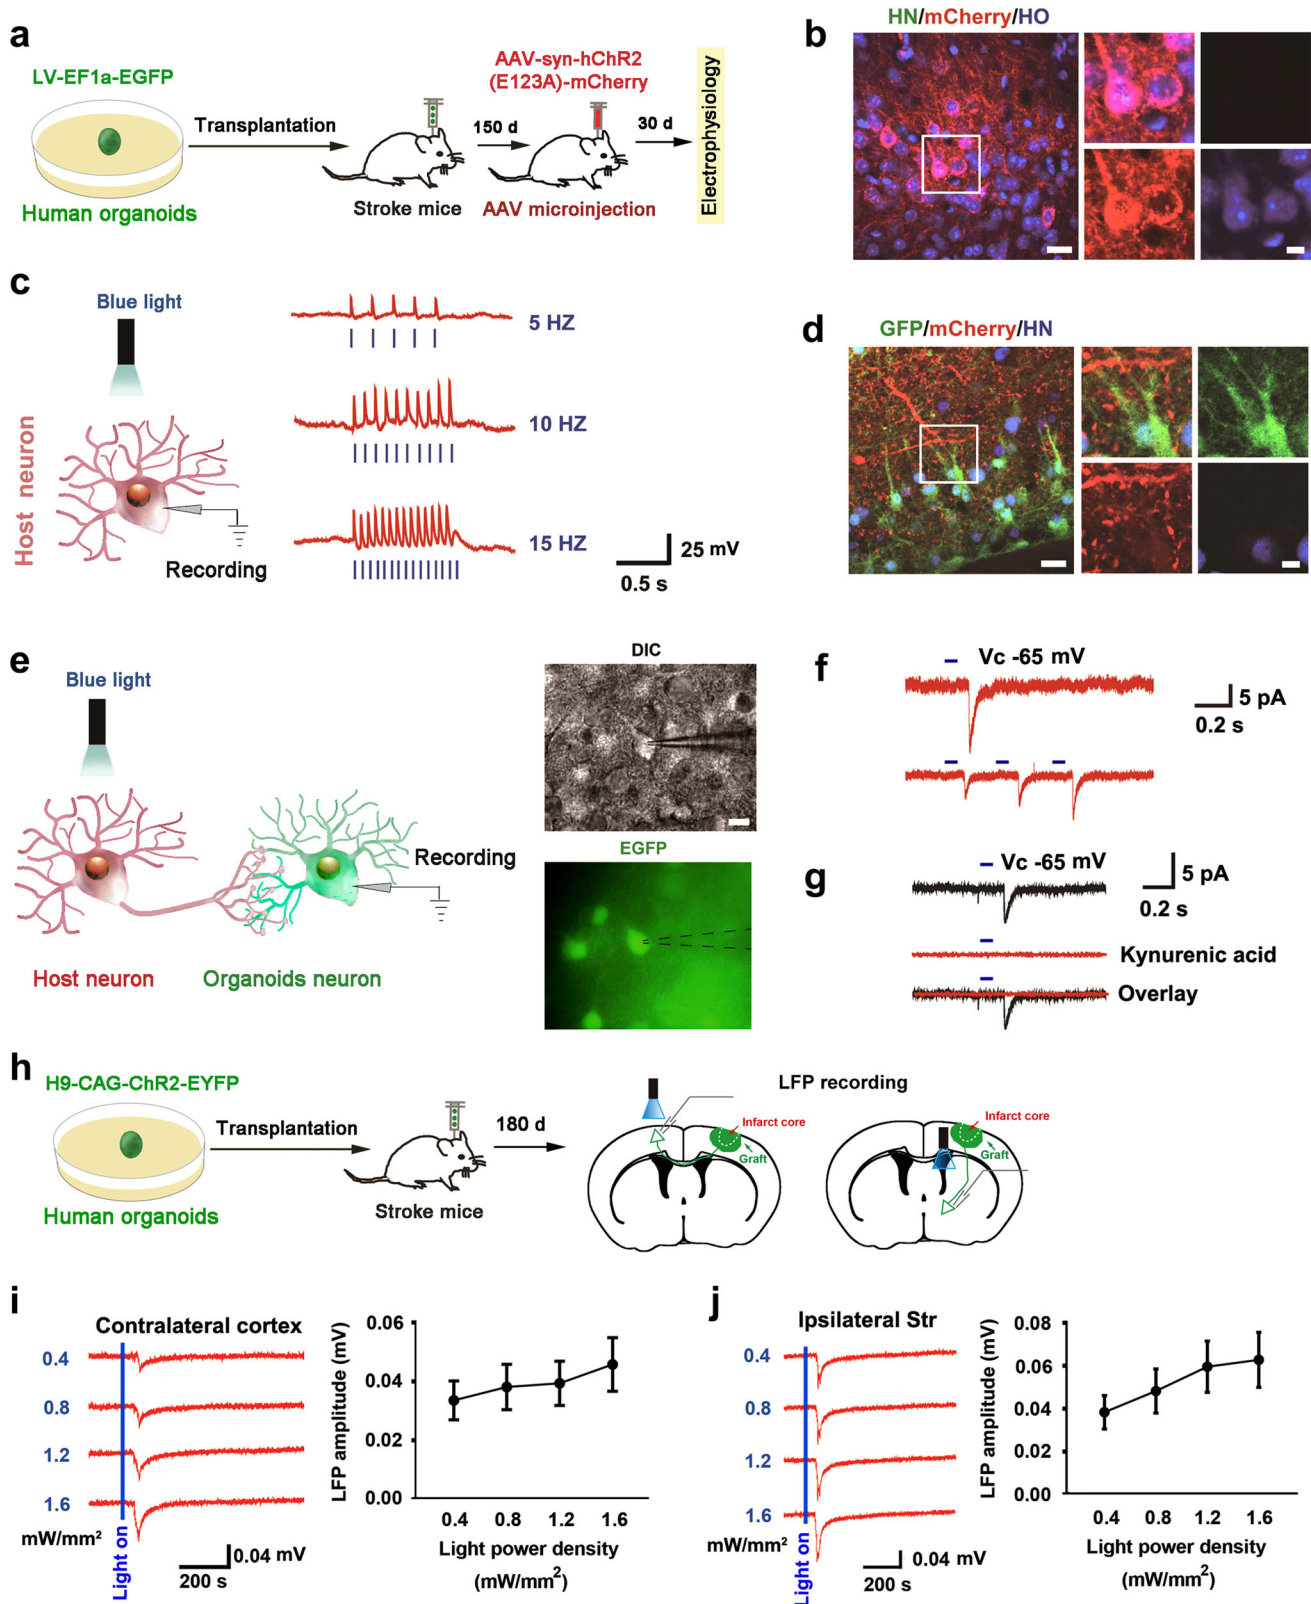 a
LV-EF1a-EGFP
Human organoids
Transplantation
Stroke mice
150 d
AAV-syn-hChR2
(E123A)-mCherry
AAV microinjection
30 d
Electrophysiology
b
HN/mCherry/HO
c
Blue light
Host neuron
Recording
5 HZ
10 HZ
15 HZ
25 mV
0.5 s
d
GFP/mCherry/HN
e
Blue light
Recording
Host neuron
Organoids neuron
DIC
EGFP
f
Vc -65 mV
5 pA
0.2 s
g
Vc -65 mV
5 pA
0.2 s
Kynurenic acid
Overlay
h
H9-CAG-ChR2-EYFP
Human organoids
Transplantation
Stroke mice
180 d
LFP recording
Infarct core
Graft
Infarct core
Graft
i
Contralateral cortex
0.4
0.8
1.2
1.6
mW/mm²
Light on
0.04 mV
200 s
LFP amplitude (mV)
0.06
0.04
0.02
0.00
0.4 0.8 1.2 1.6
Light power density
(mW/mm²)
j
Ipsilateral Str
0.4
0.8
1.2
1.6
mW/mm²
Light on
0.04 mV
200 s
LFP amplitude (mV)
0.08
0.06
0.04
0.02
0.00
0.4 0.8 1.2 1.6
Light power density
(mW/mm²)